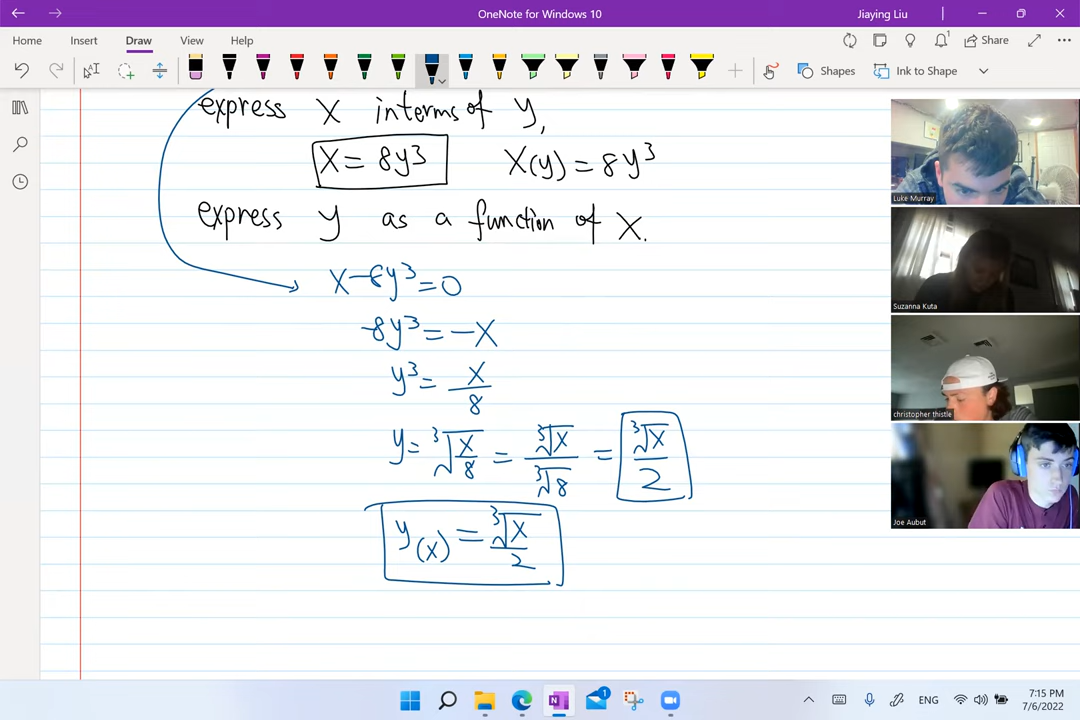 OneNote for Windows 10
Jiaying Liu
Home Insert Draw View Help
Share
Shapes
Ink to Shape
express X interms of y,
X = 8y³ X(y) = 8y³
express y as a function of X.
X-8y³=0
-8y³ = -X
y³ = X/8
y = ∛(X/8) = ∛X/∛8 = ∛X/2
y(x) = ∛X/2
Luke Murray
Suzanna Kuta
christopher thistle
Joe Aubut
1
ENG
7:15 PM
7/6/2022